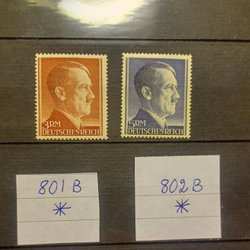 3RM
DEUTSCHES REICH
5RM
DEUTSCHES REICH
801 B
*
802 B
*